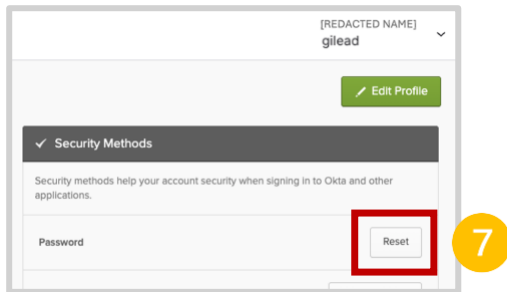 [REDACTED NAME]
gilead
Edit Profile
Security Methods
Security methods help your account security when signing in to Okta and other
applications.
Password
Reset
7